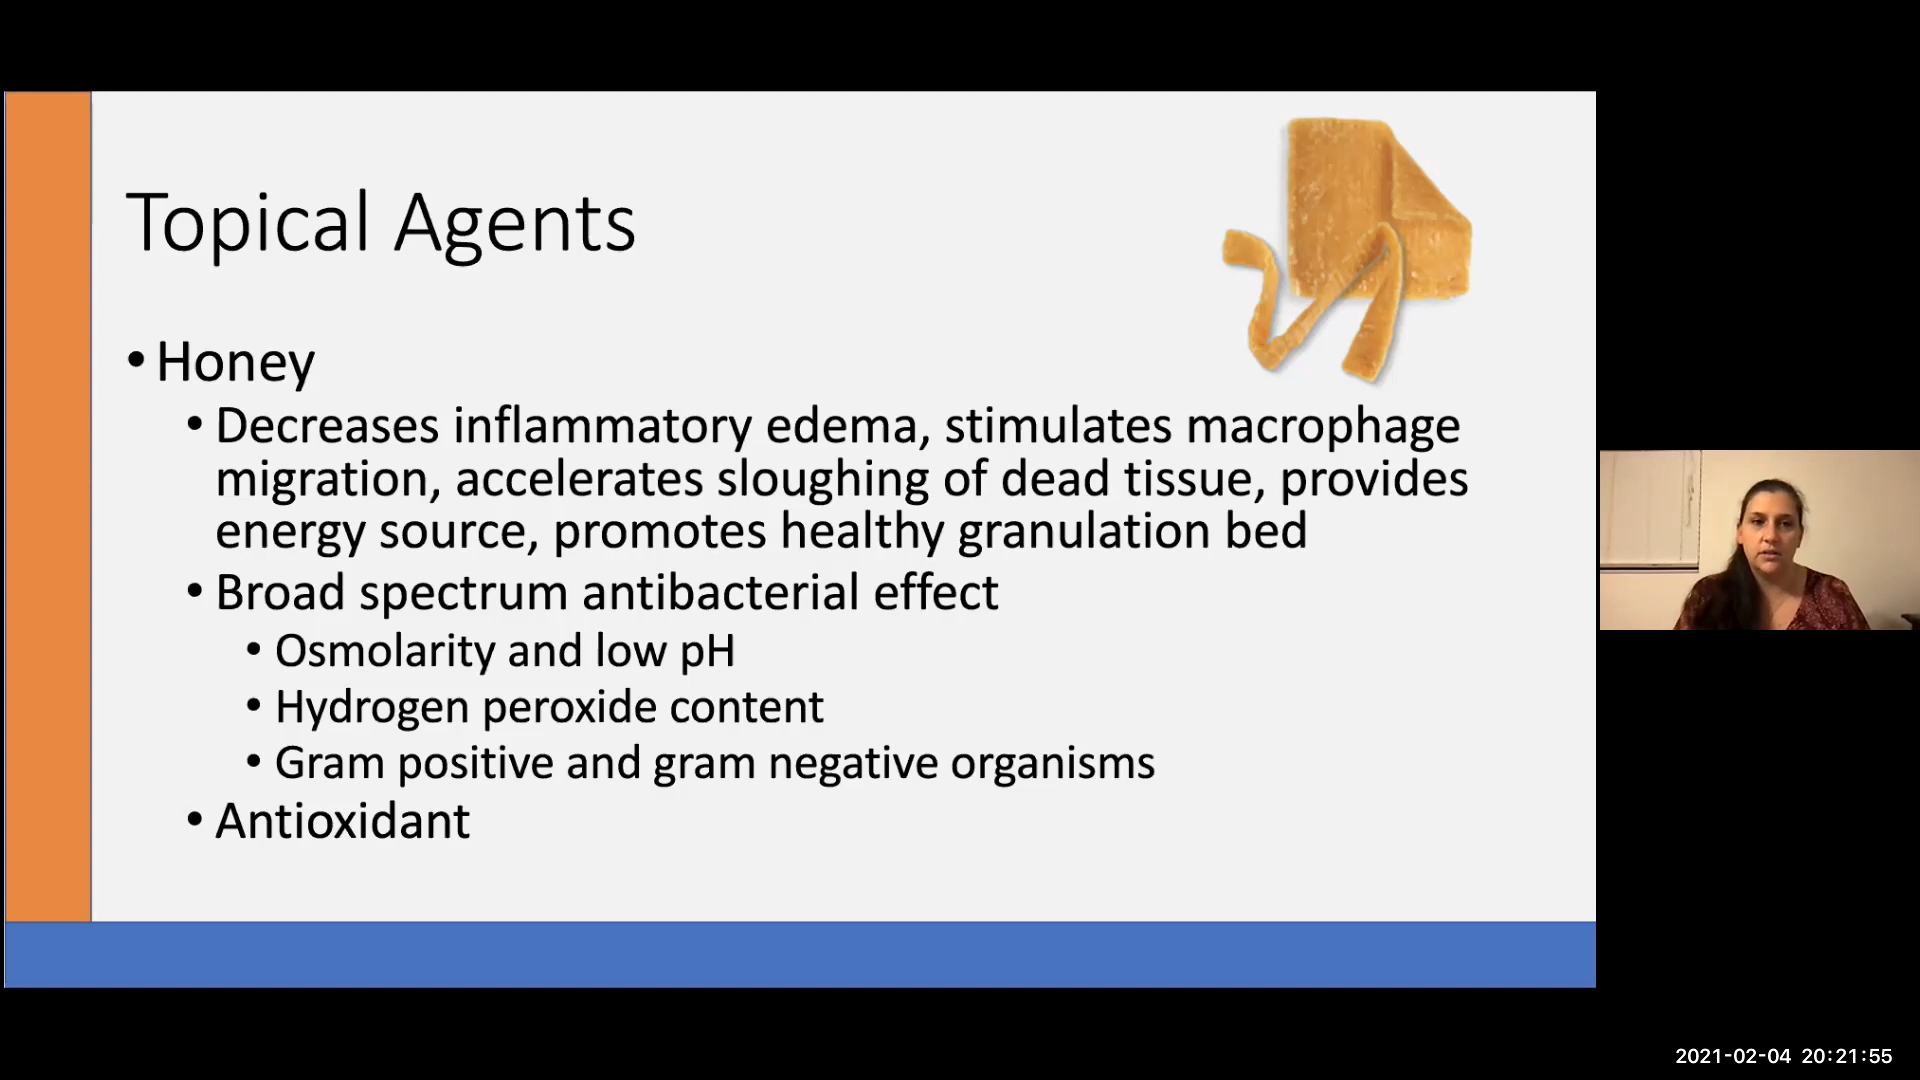 Topical Agents
• Honey
• Decreases inflammatory edema, stimulates macrophage
migration, accelerates sloughing of dead tissue, provides
energy source, promotes healthy granulation bed
• Broad spectrum antibacterial effect
• Osmolarity and low pH
• Hydrogen peroxide content
• Gram positive and gram negative organisms
• Antioxidant
2021-02-04 20:21:55